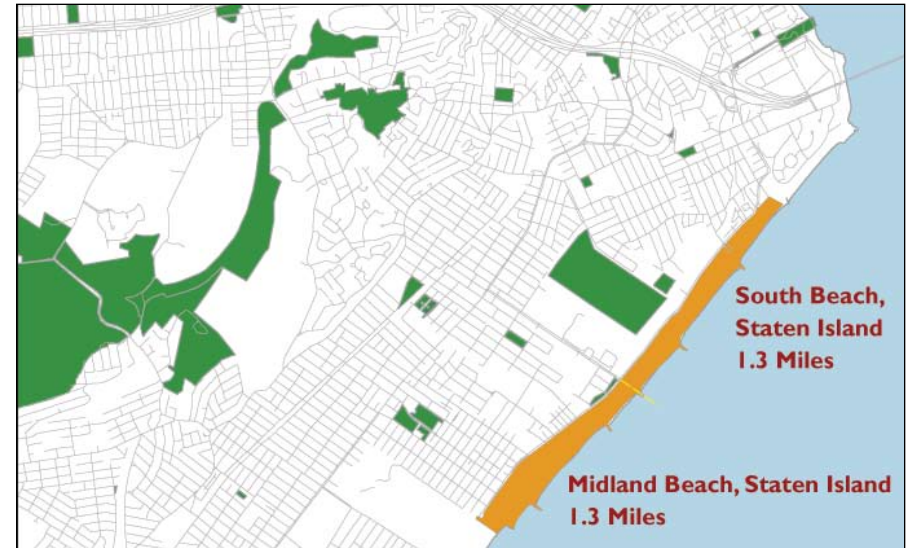 South Beach,
Staten Island
1.3 Miles
Midland Beach, Staten Island
1.3 Miles